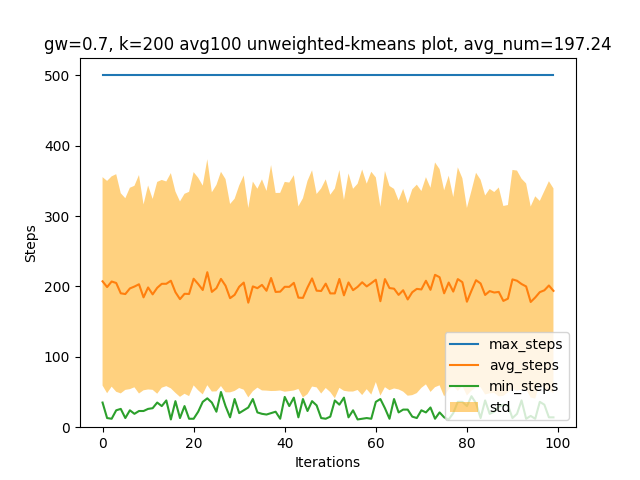 gw=0.7, k=200 avg100 unweighted-kmeans plot, avg_num=197.24
500
400
300
200
100
0
Steps
max_steps
avg_steps
min_steps
std
0 20 40 60 80 100
Iterations